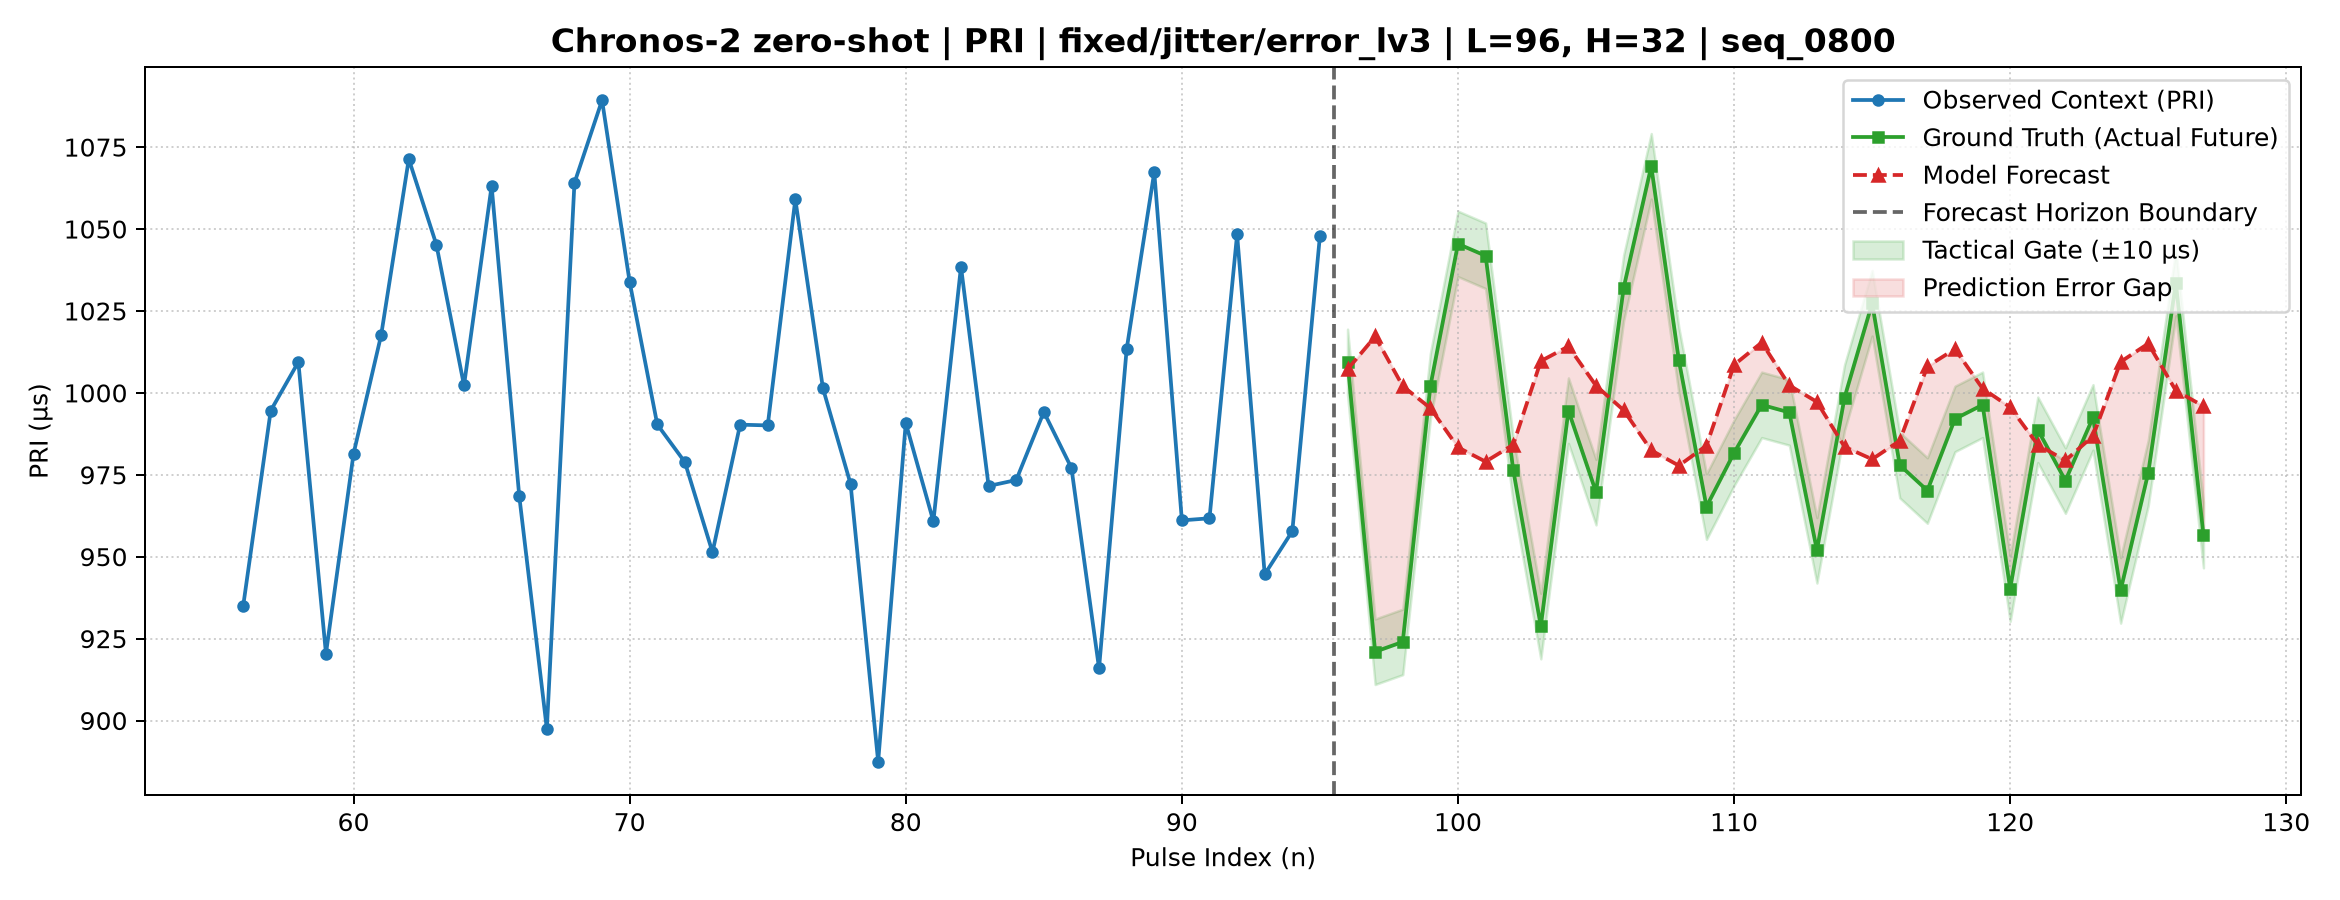 Chronos-2 zero-shot | PRI | fixed/jitter/error_lv3 | L=96, H=32 | seq_0800
Observed Context (PRI)
Ground Truth (Actual Future)
Model Forecast
Forecast Horizon Boundary
Tactical Gate (±10 μs)
Prediction Error Gap
PRI (μs)
1075
1050
1025
1000
975
950
925
900
60 70 80 90 100 110 120 130
Pulse Index (n)